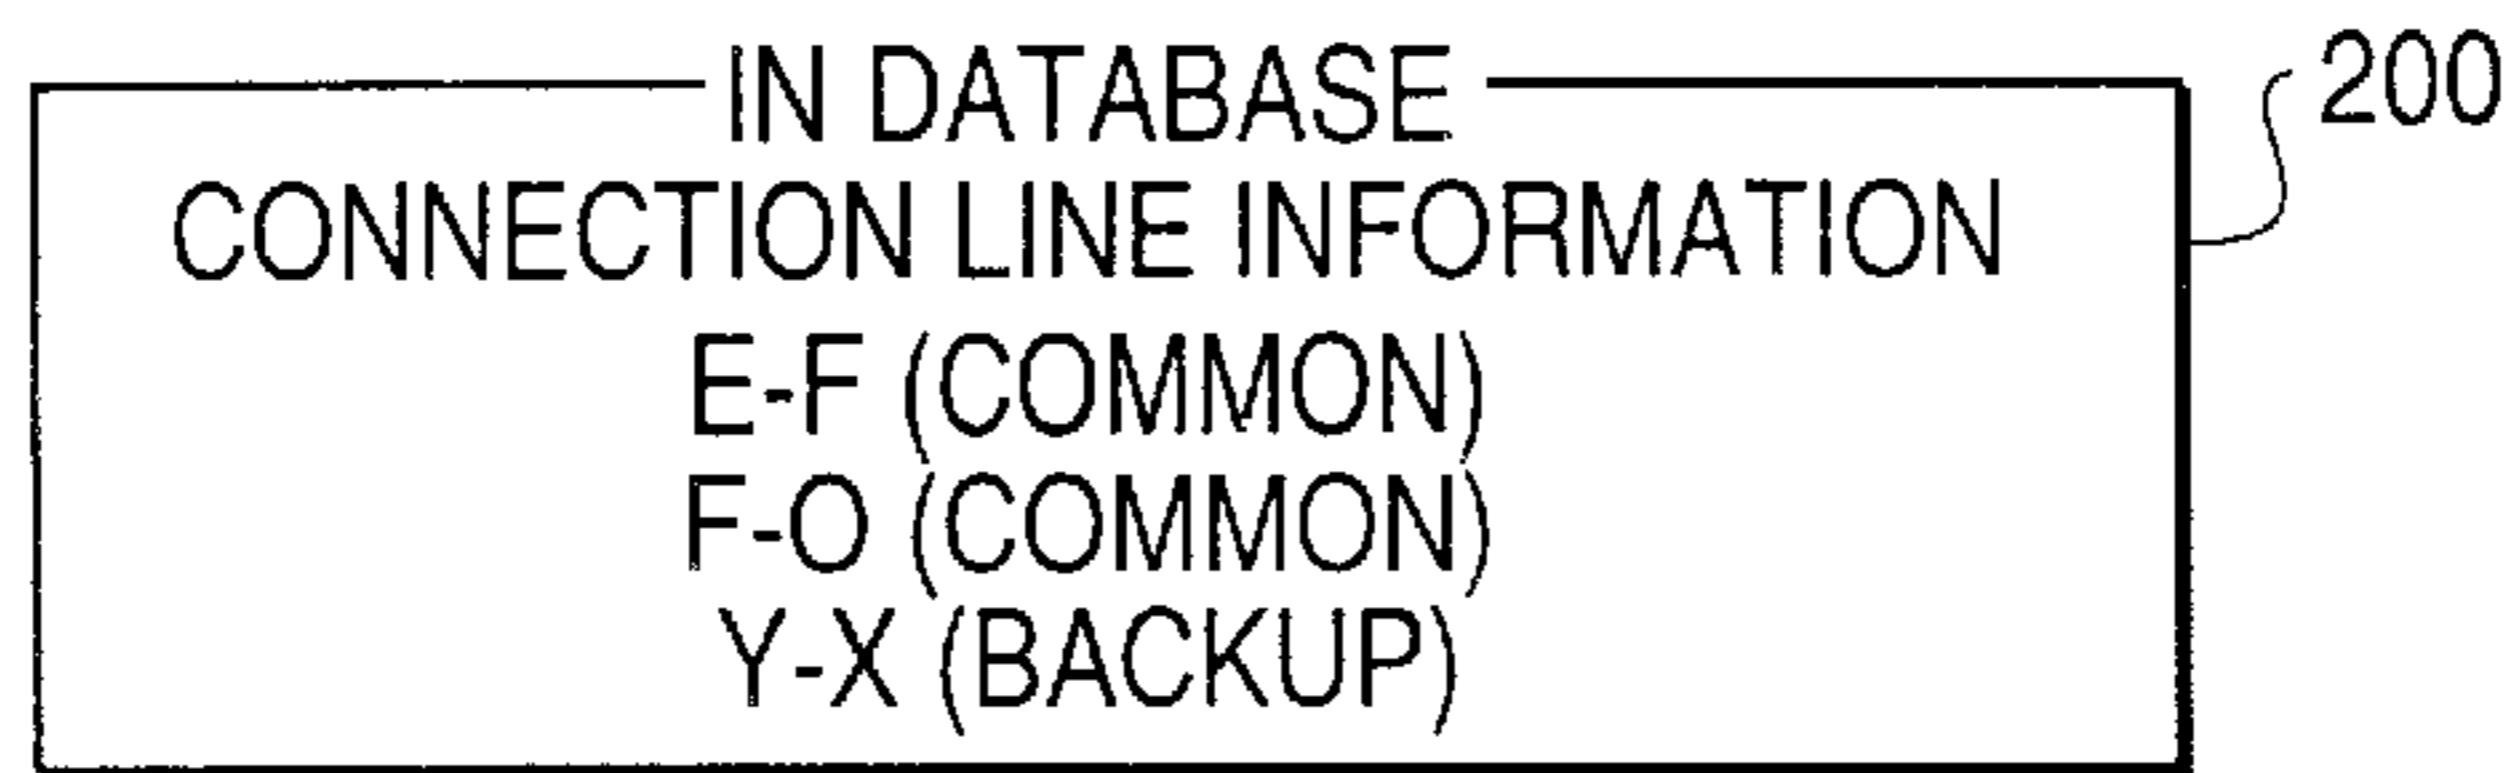 IN DATABASE
200
CONNECTION LINE INFORMATION
E-F (COMMON)
F-O (COMMON)
Y-X (BACKUP)